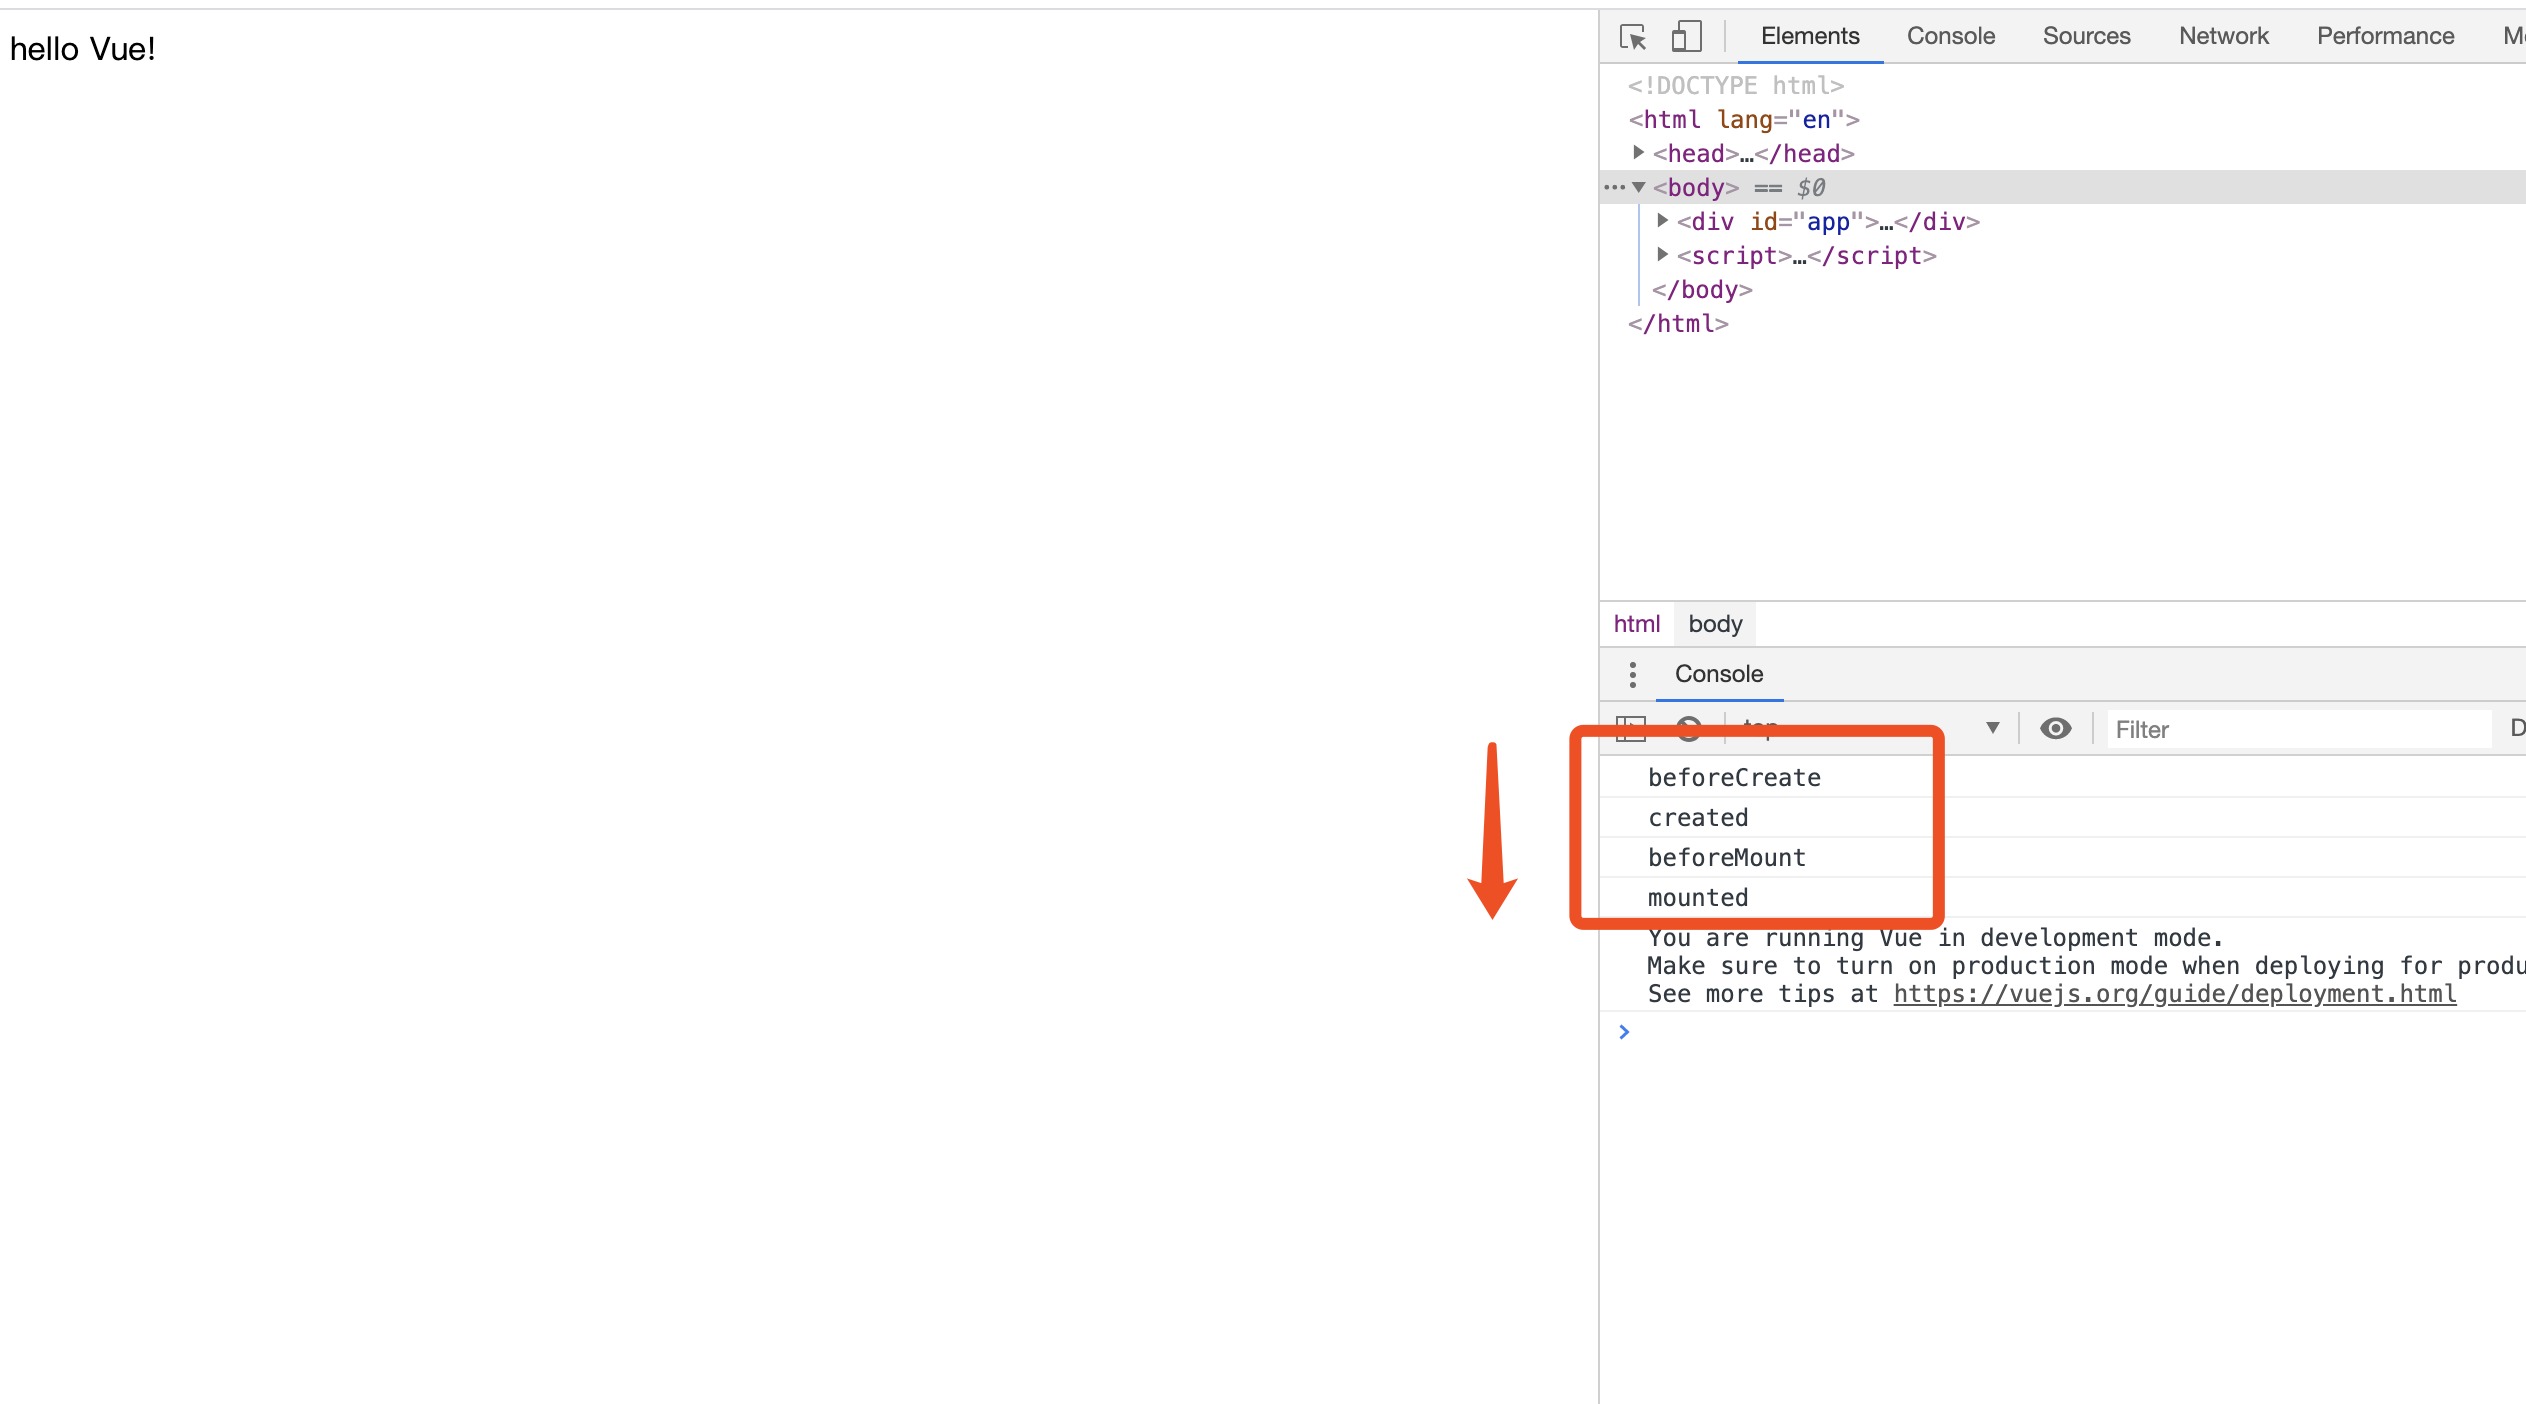 hello Vue!
Elements Console Sources Network Performance
<!DOCTYPE html>
<html lang="en">
<head>…</head>
<body> == $0
<div id="app">…</div>
<script>…</script>
</body>
</html>
html body
Console
top Filter
beforeCreate
created
beforeMount
mounted
You are running Vue in development mode.
Make sure to turn on production mode when deploying for produ
See more tips at https://vuejs.org/guide/deployment.html